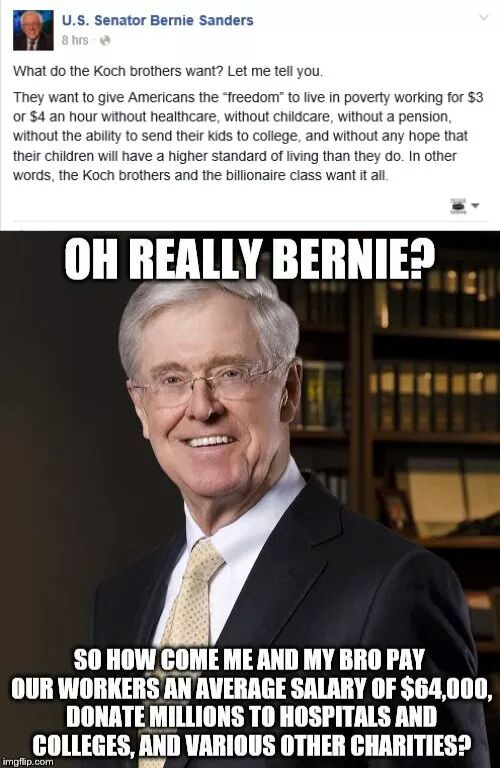 U.S. Senator Bernie Sanders
8 hrs ·
What do the Koch brothers want? Let me tell you.
They want to give Americans the “freedom” to live in poverty working for $3
or $4 an hour without healthcare, without childcare, without a pension,
without the ability to send their kids to college, and without any hope that
their children will have a higher standard of living than they do. In other
words, the Koch brothers and the billionaire class want it all.
OH REALLY BERNIE?
SO HOW COME ME AND MY BRO PAY
OUR WORKERS AN AVERAGE SALARY OF $64,000,
DONATE MILLIONS TO HOSPITALS AND
COLLEGES, AND VARIOUS OTHER CHARITIES?
imgflip.com